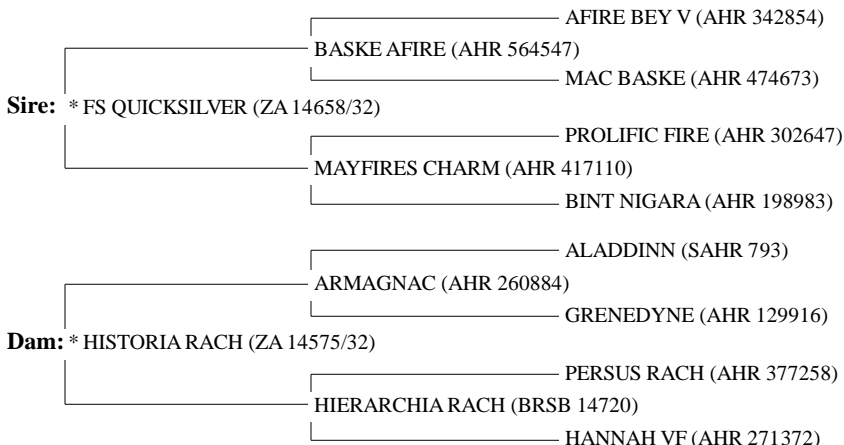 AFIRE BEY V (AHR 342854)
BASKE AFIRE (AHR 564547)
MAC BASKE (AHR 474673)
Sire: * FS QUICKSILVER (ZA 14658/32)
PROLIFIC FIRE (AHR 302647)
MAYFIRES CHARM (AHR 417110)
BINT NIGARA (AHR 198983)
ALADDINN (SAHR 793)
ARMAGNAC (AHR 260884)
GRENEDYNE (AHR 129916)
Dam: * HISTORIA RACH (ZA 14575/32)
PERSUS RACH (AHR 377258)
HIERARCHIA RACH (BRSB 14720)
HANNAH VF (AHR 271372)